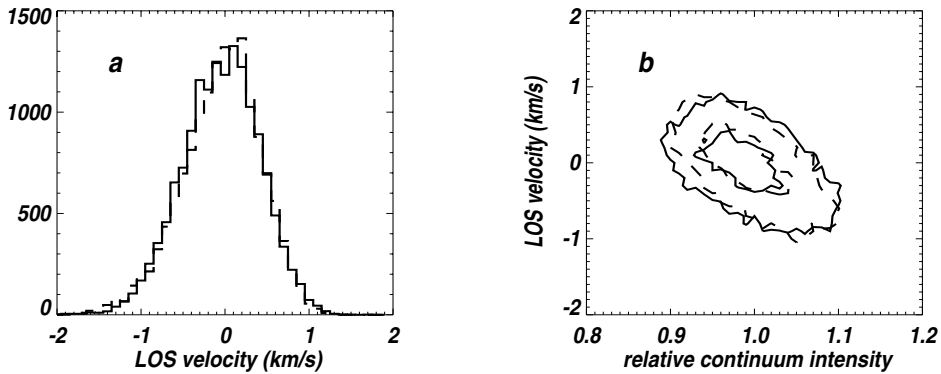 1500
1000
500
0
-2 -1 0 1 2
LOS velocity (km/s)
a
2
1
0
-1
-2
0.8 0.9 1.0 1.1 1.2
relative continuum intensity
LOS velocity (km/s)
b